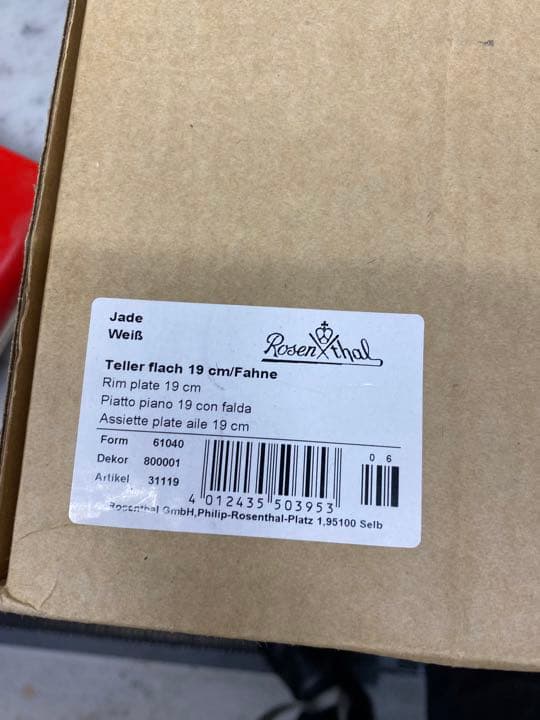 Jade
Weiß
Rosenthal
Teller flach 19 cm/Fahne
Rim plate 19 cm
Piatto piano 19 con falda
Assiette plate aile 19 cm
Form 61040
Dekor 800001
Artikel 31119
0 6
4 012435 503953
Rosenthal GmbH,Philip-Rosenthal-Platz 1,95100 Selb